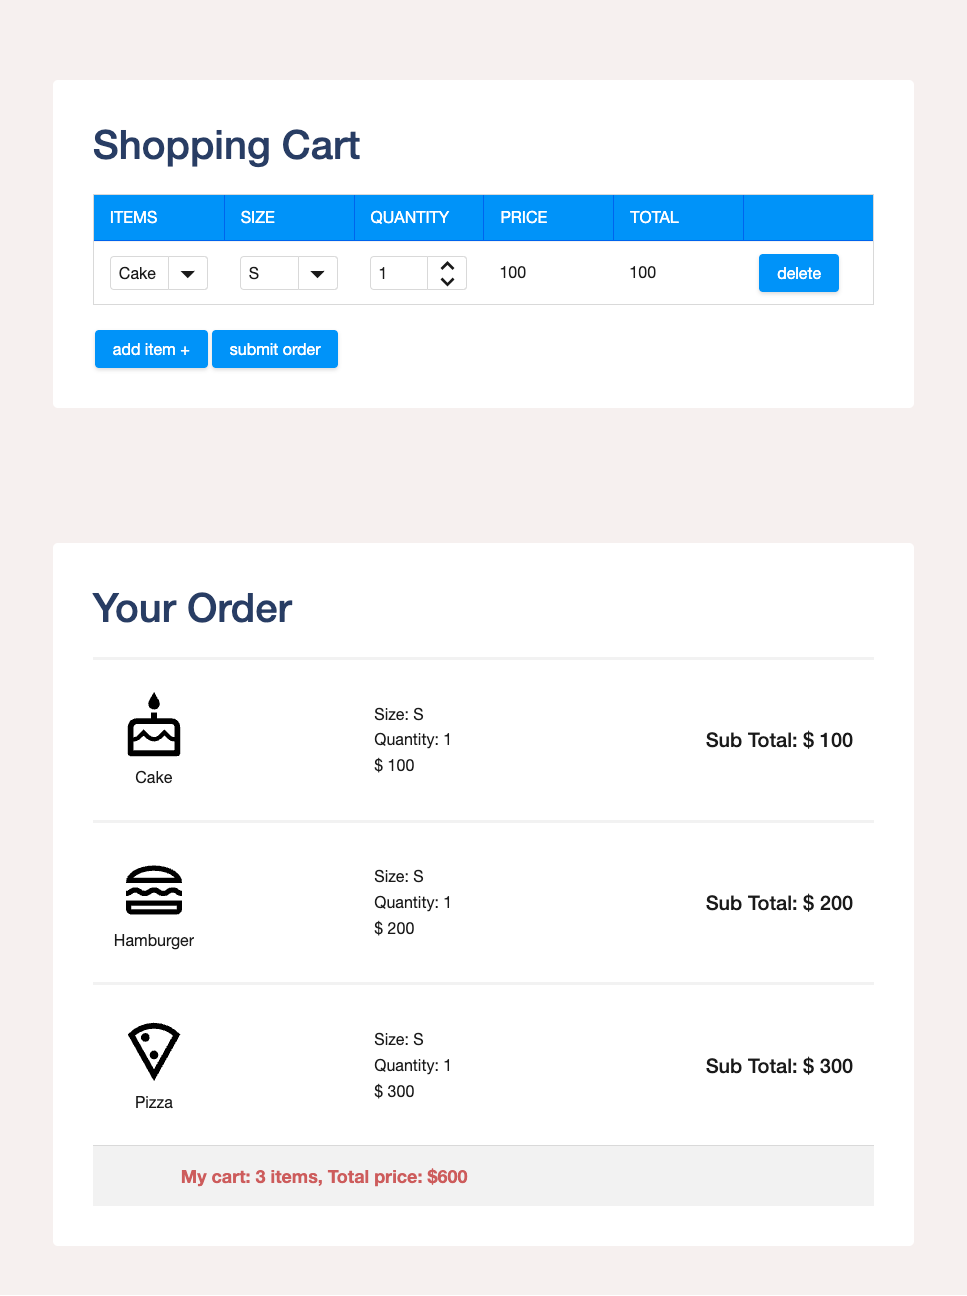 Shopping Cart
ITEMS SIZE QUANTITY PRICE TOTAL
Cake S 1 100 100 delete
add item + submit order
Your Order
Size: S
Quantity: 1
$ 100
Sub Total: $ 100
Cake
Size: S
Quantity: 1
$ 200
Sub Total: $ 200
Hamburger
Size: S
Quantity: 1
$ 300
Sub Total: $ 300
Pizza
My cart: 3 items, Total price: $600